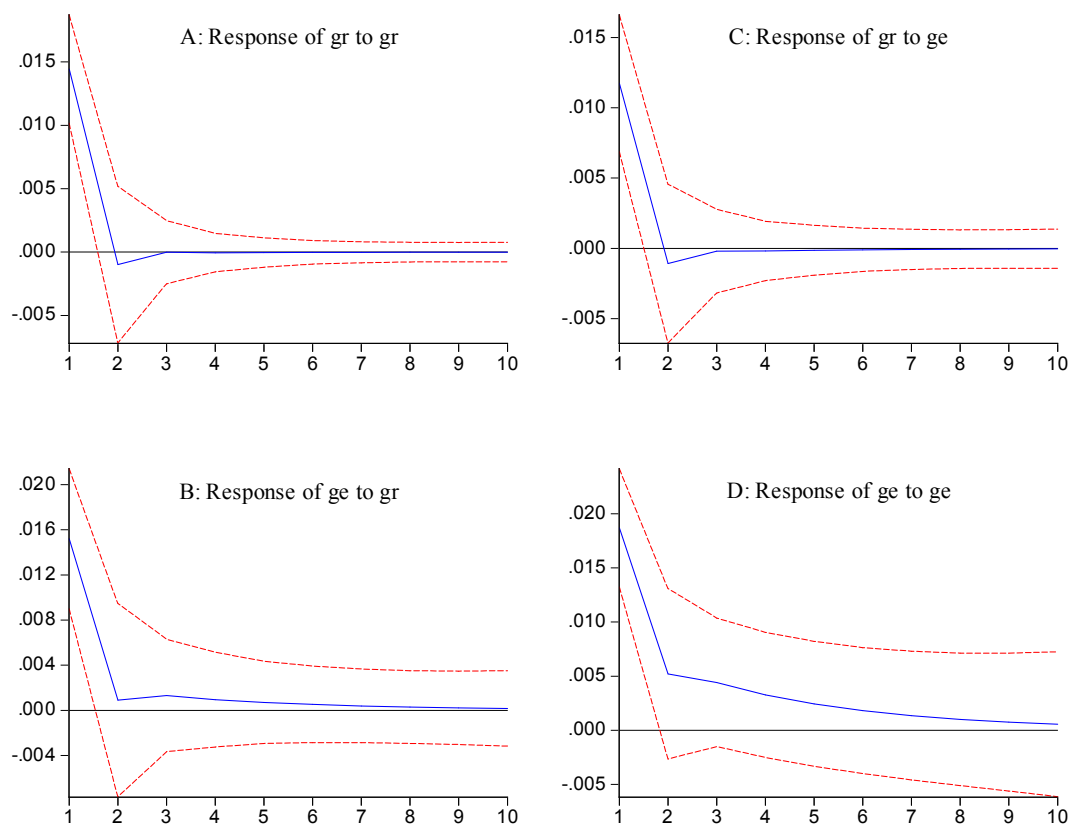 A: Response of gr to gr
.015
.010
.005
.000
-.005
1 2 3 4 5 6 7 8 9 10
C: Response of gr to ge
.015
.010
.005
.000
-.005
1 2 3 4 5 6 7 8 9 10
B: Response of ge to gr
.020
.016
.012
.008
.004
.000
-.004
1 2 3 4 5 6 7 8 9 10
D: Response of ge to ge
.020
.015
.010
.005
.000
-.005
1 2 3 4 5 6 7 8 9 10